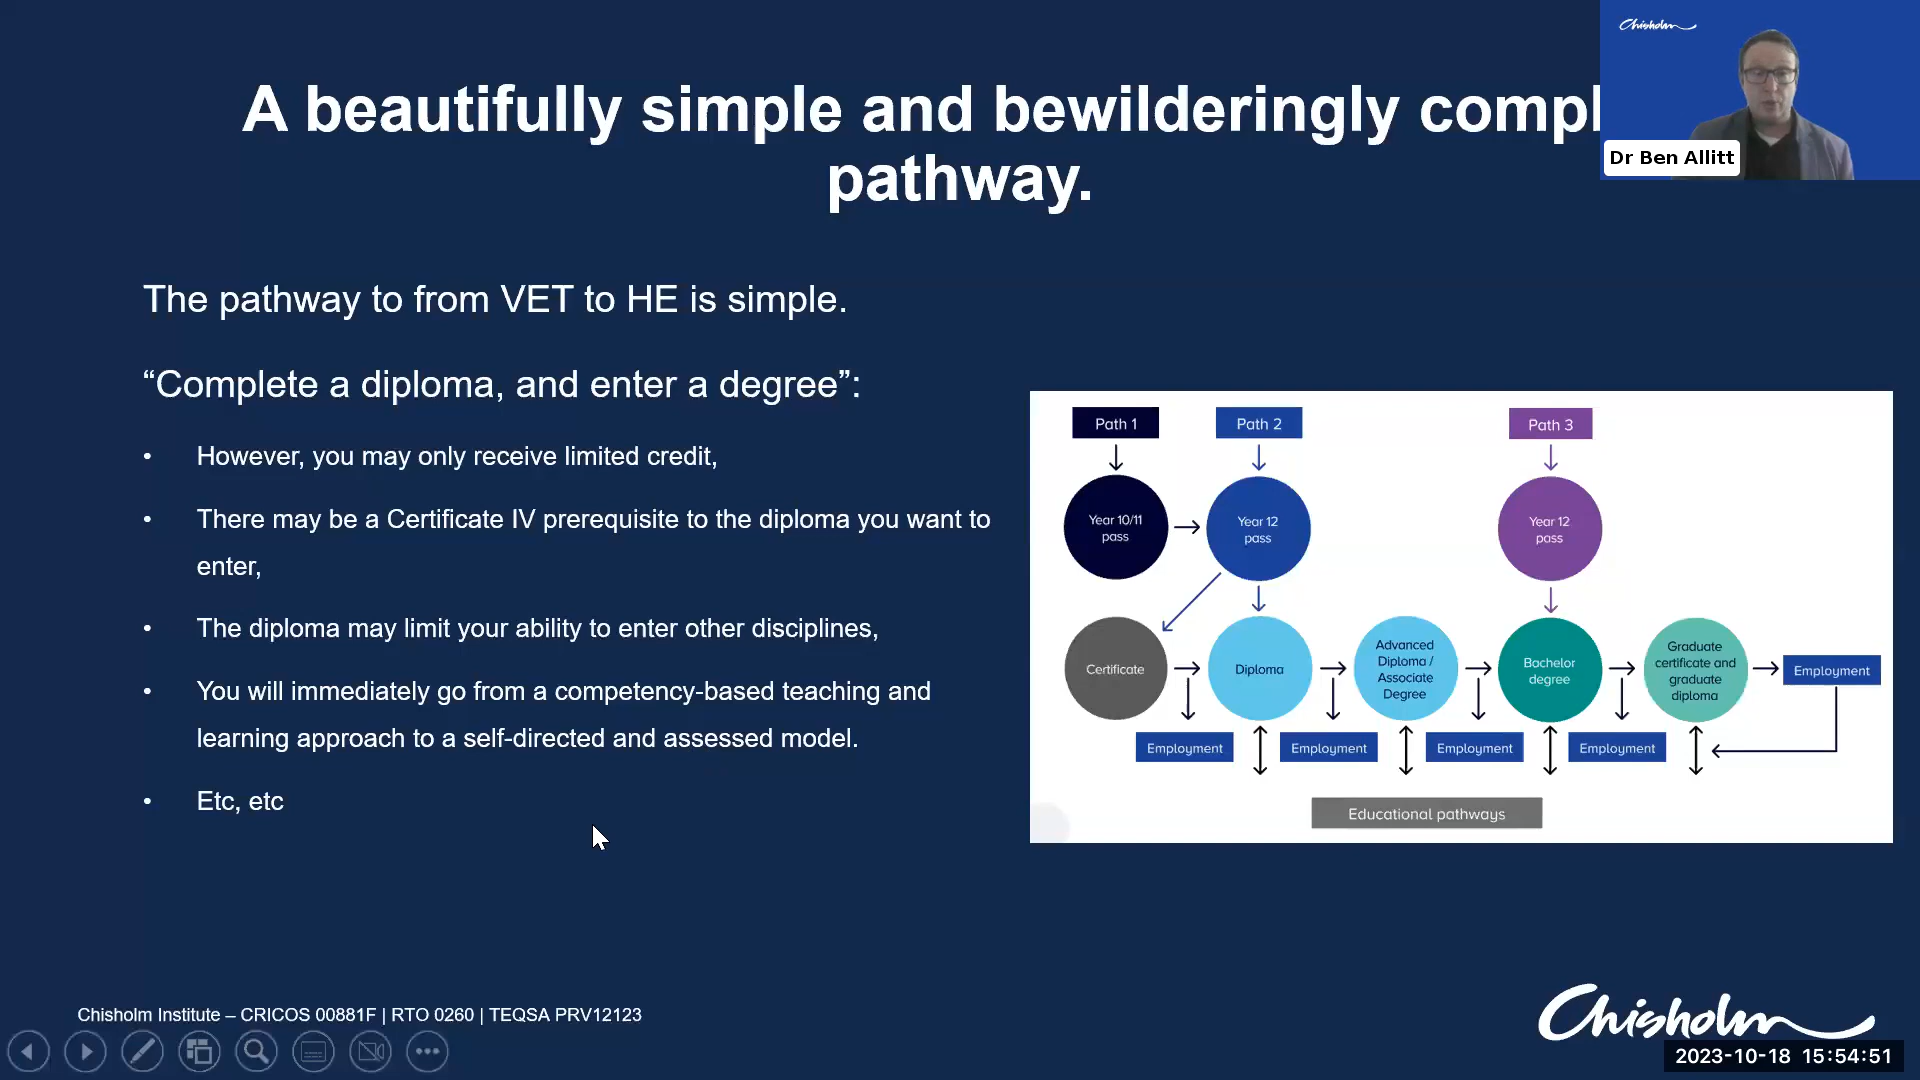 A beautifully simple and bewilderingly compl
pathway.
Chisholm
Dr Ben Allitt
The pathway to from VET to HE is simple.
“Complete a diploma, and enter a degree”:
• However, you may only receive limited credit,
• There may be a Certificate IV prerequisite to the diploma you want to
enter,
• The diploma may limit your ability to enter other disciplines,
• You will immediately go from a competency-based teaching and
learning approach to a self-directed and assessed model.
• Etc, etc
Path 1
Path 2
Path 3
Year 10/11
pass
Year 12
pass
Year 12
pass
Certificate
Diploma
Advanced
Diploma /
Associate
Degree
Bachelor
degree
Graduate
certificate and
graduate
diploma
Employment
Employment
Employment
Employment
Employment
Educational pathways
Chisholm Institute – CRICOS 00881F | RTO 0260 | TEQSA PRV12123
Chisholm
2023-10-18 15:54:51